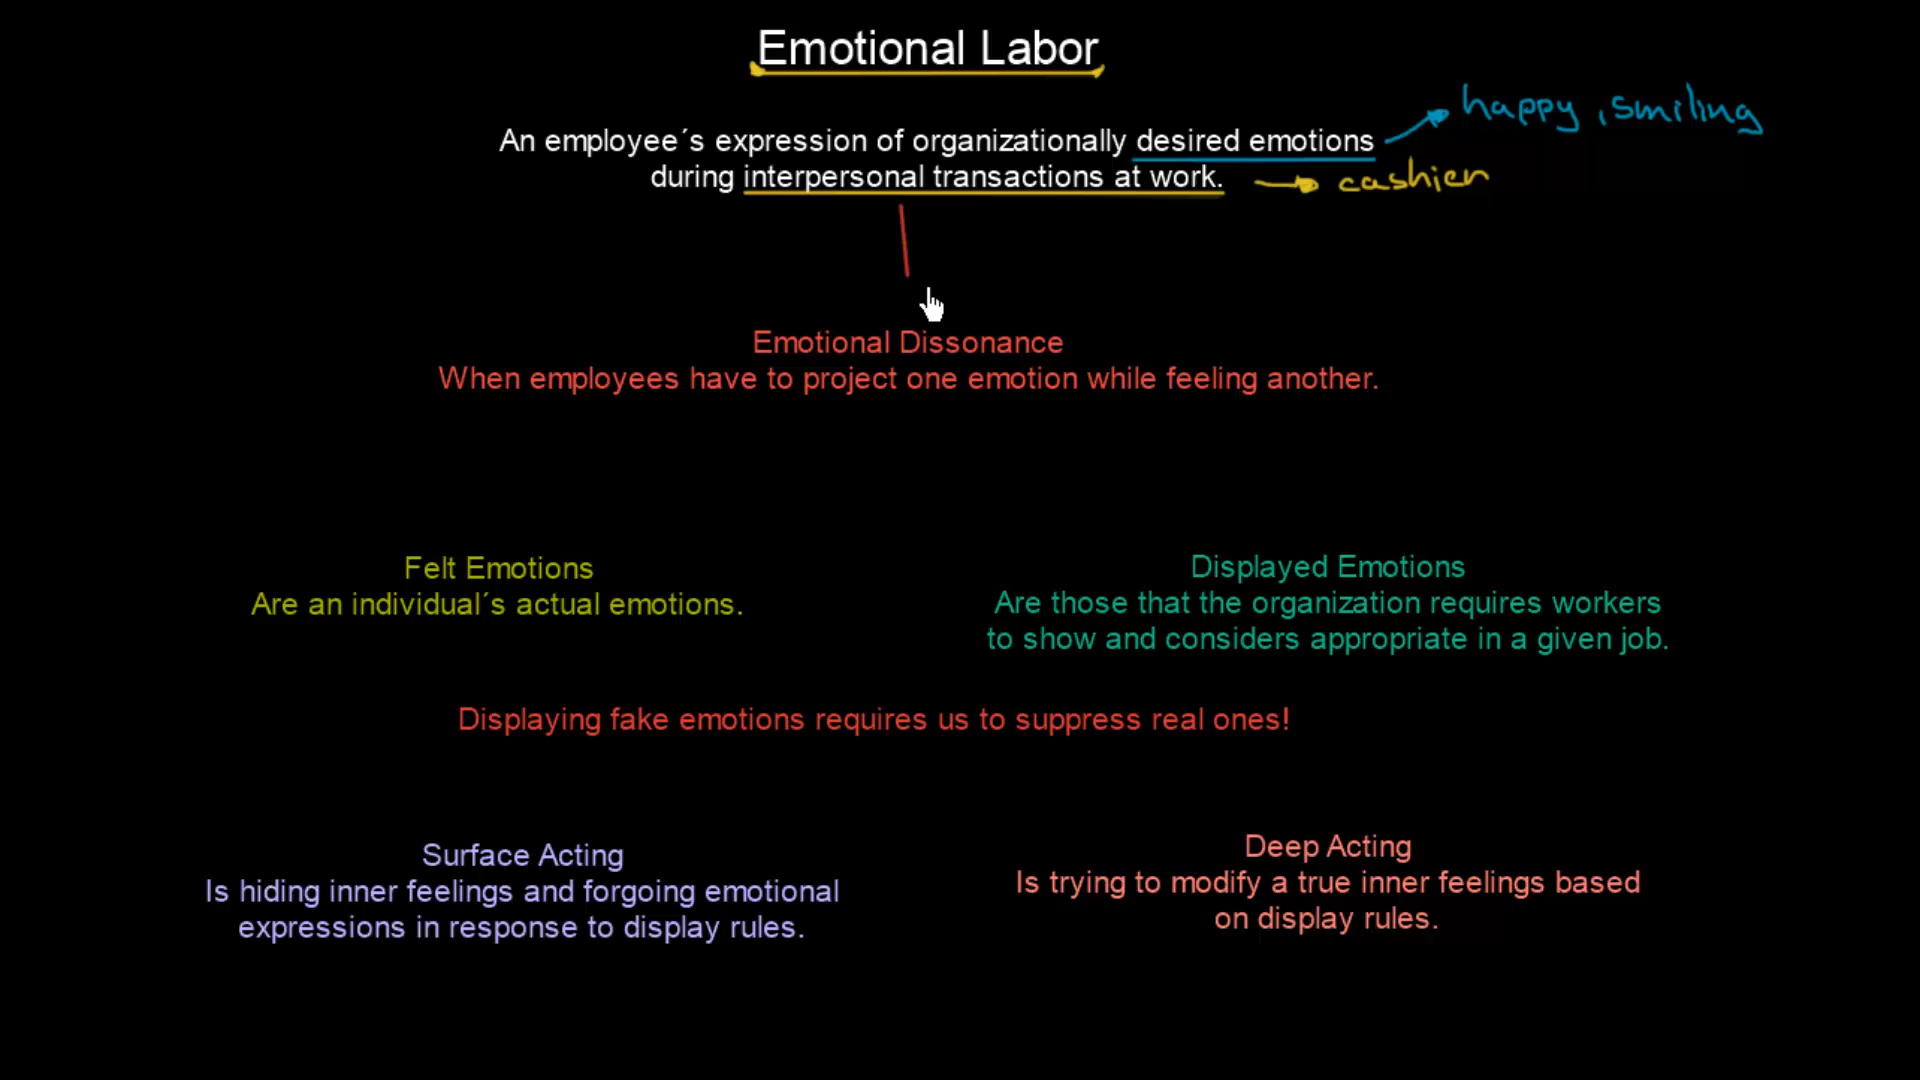 Emotional Labor
happy, smiling
An employee´s expression of organizationally desired emotions
during interpersonal transactions at work.
cashier
Emotional Dissonance
When employees have to project one emotion while feeling another.
Felt Emotions
Are an individual´s actual emotions.
Displayed Emotions
Are those that the organization requires workers
to show and considers appropriate in a given job.
Displaying fake emotions requires us to suppress real ones!
Surface Acting
Is hiding inner feelings and forgoing emotional
expressions in response to display rules.
Deep Acting
Is trying to modify a true inner feelings based
on display rules.